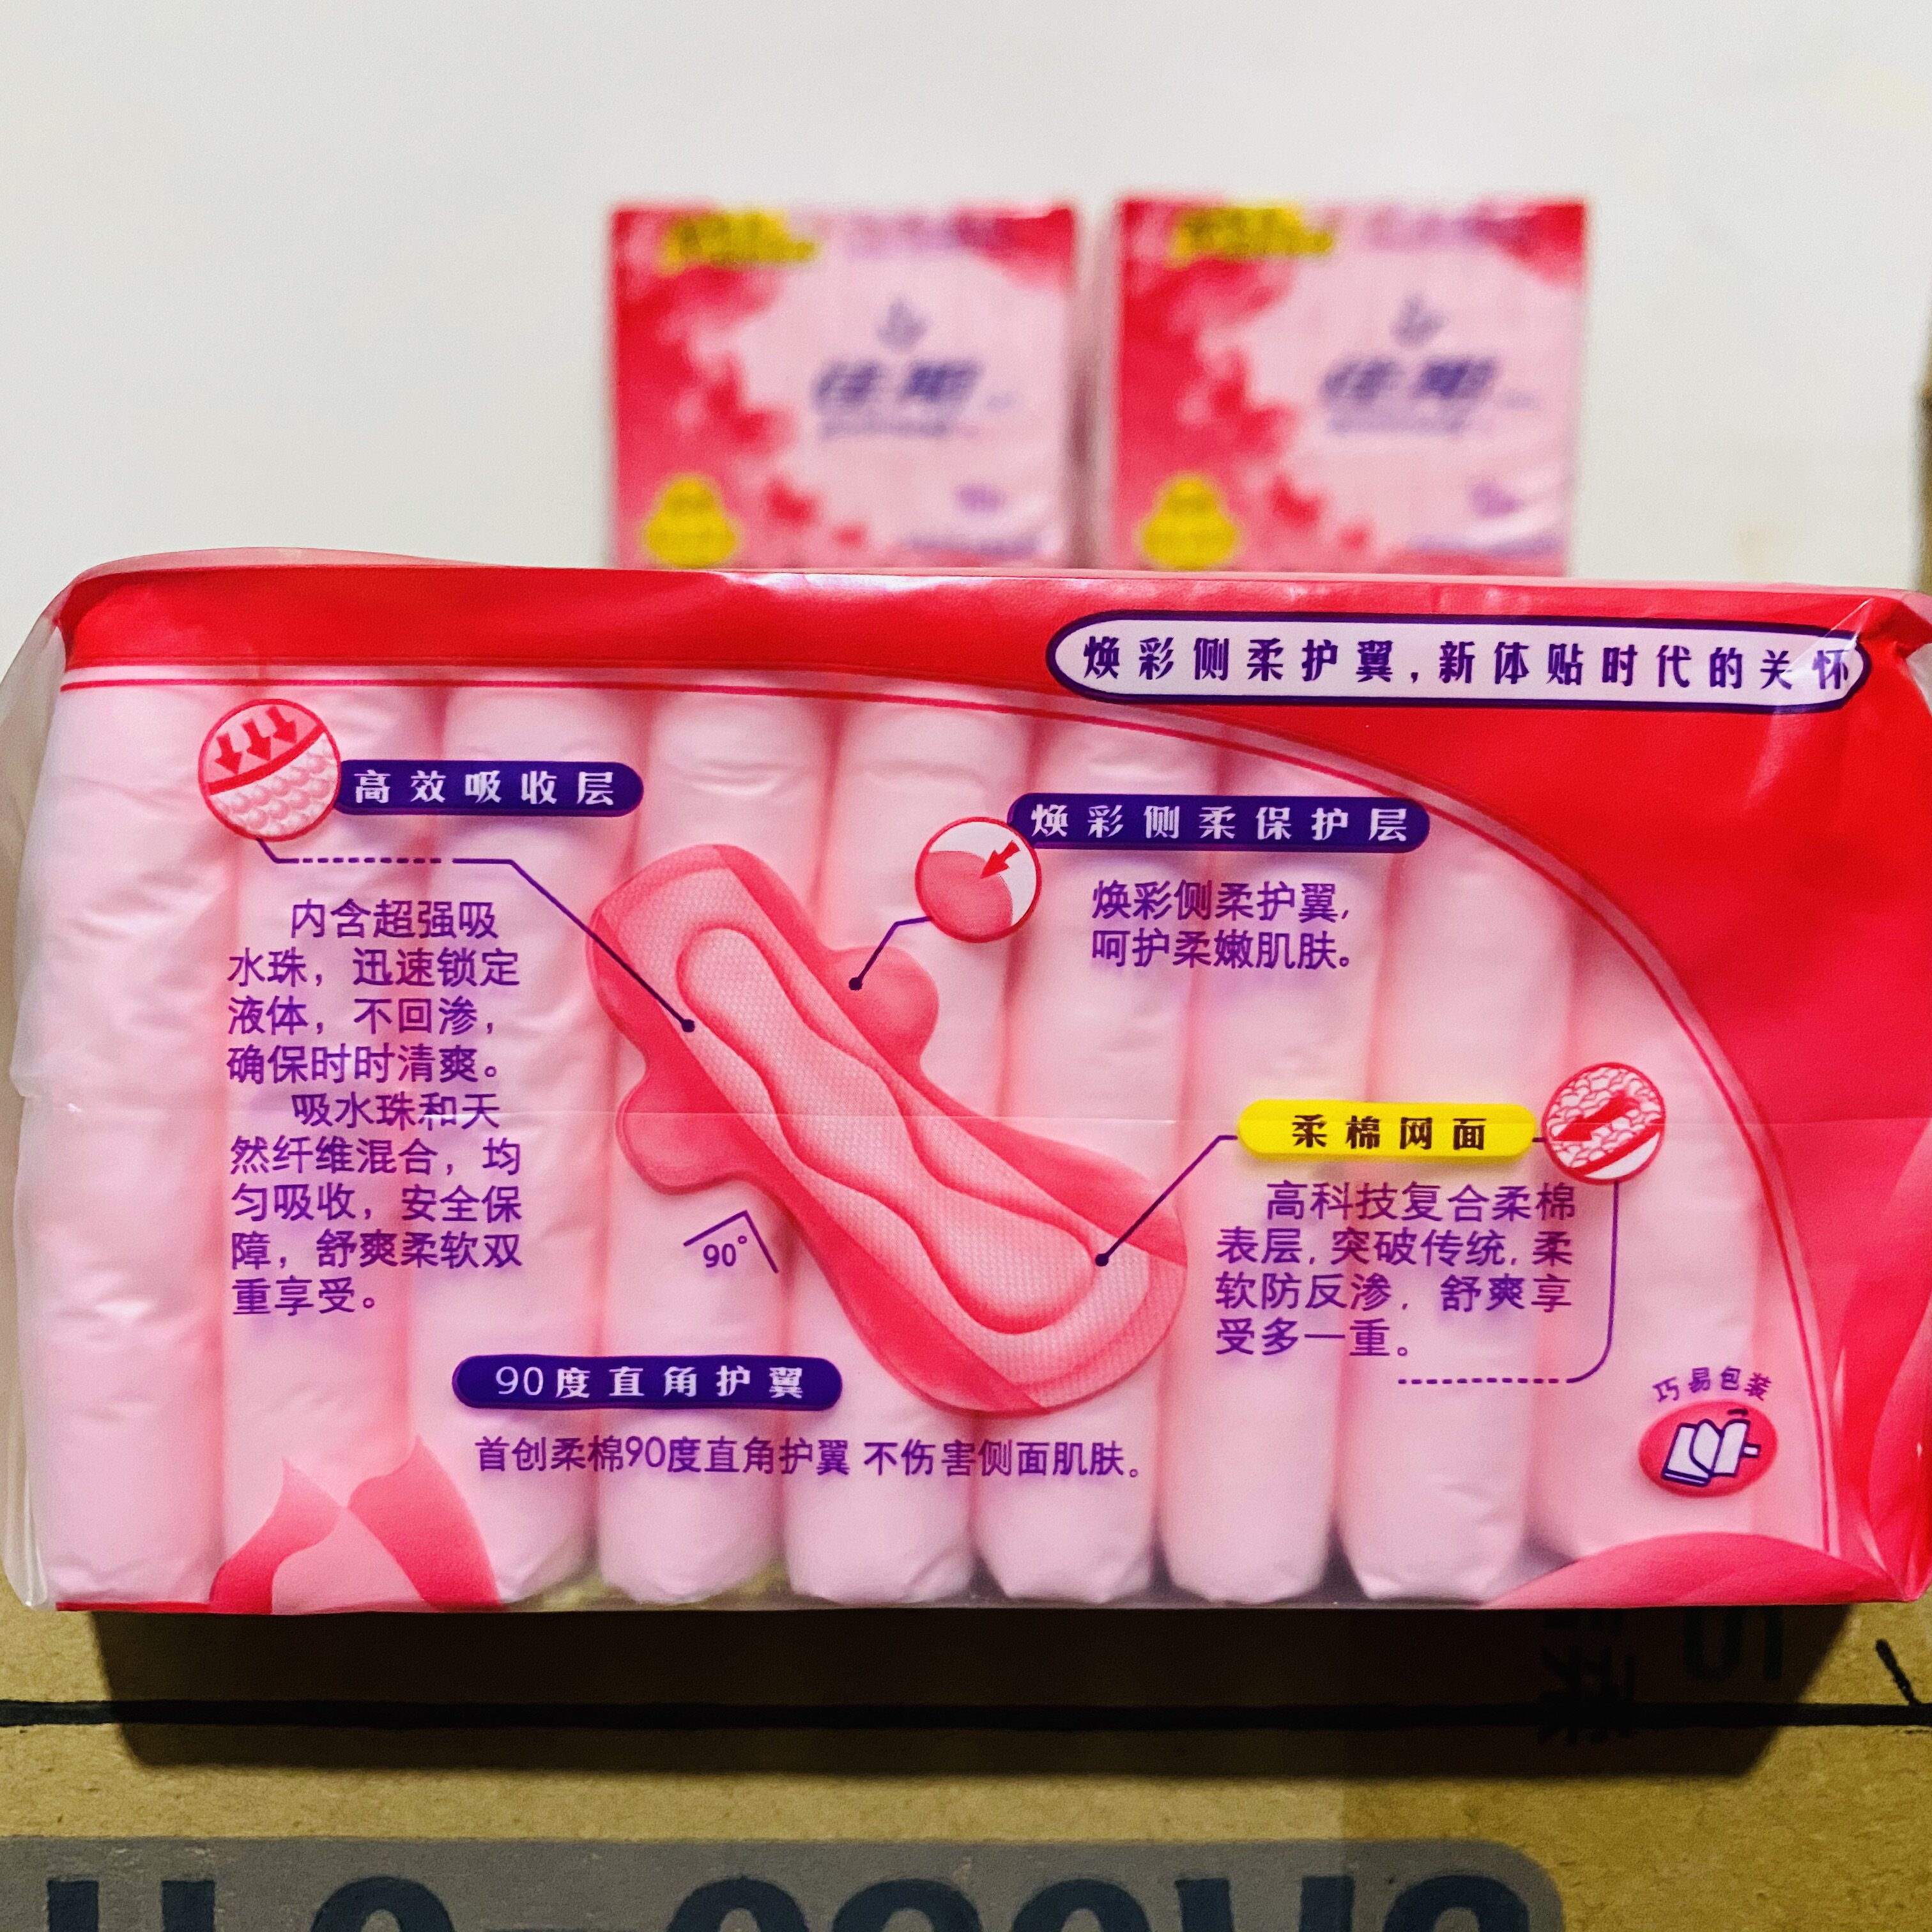 佳期
佳期
焕彩侧柔护翼,新体贴时代的关怀
高效吸收层
内含超强吸
水珠，迅速锁定
液体，不回渗，
确保时时清爽。
吸水珠和天
然纤维混合，均
匀吸收，安全保
障，舒爽柔软双
重享受。
焕彩侧柔保护层
焕彩侧柔护翼,
呵护柔嫩肌肤。
柔棉网面
高科技复合柔棉
表层,突破传统,柔
软防反渗，舒爽享
受多一重。
90°
90度直角护翼
首创柔棉90度直角护翼 不伤害侧面肌肤。
巧易包装